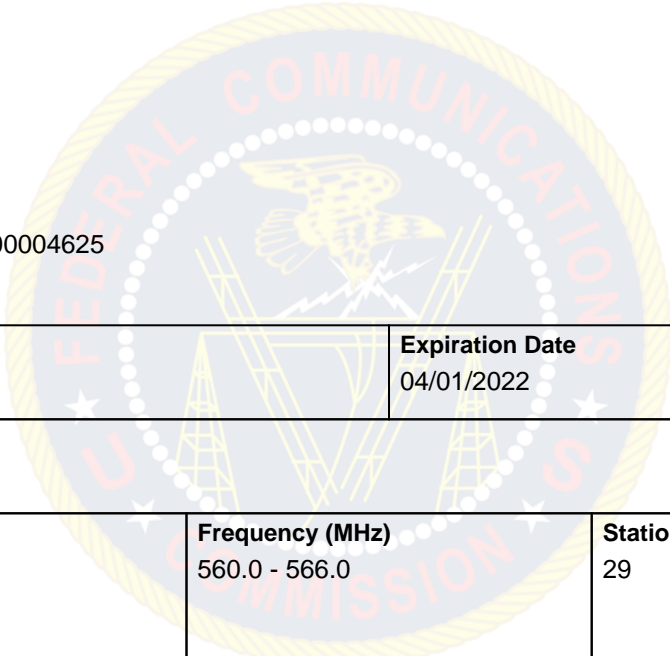 00004625
Expiration Date
04/01/2022
Frequency (MHz)
560.0 - 566.0
Statio
29
FEDERAL COMMUNICATIONS
COMMISSION
U S